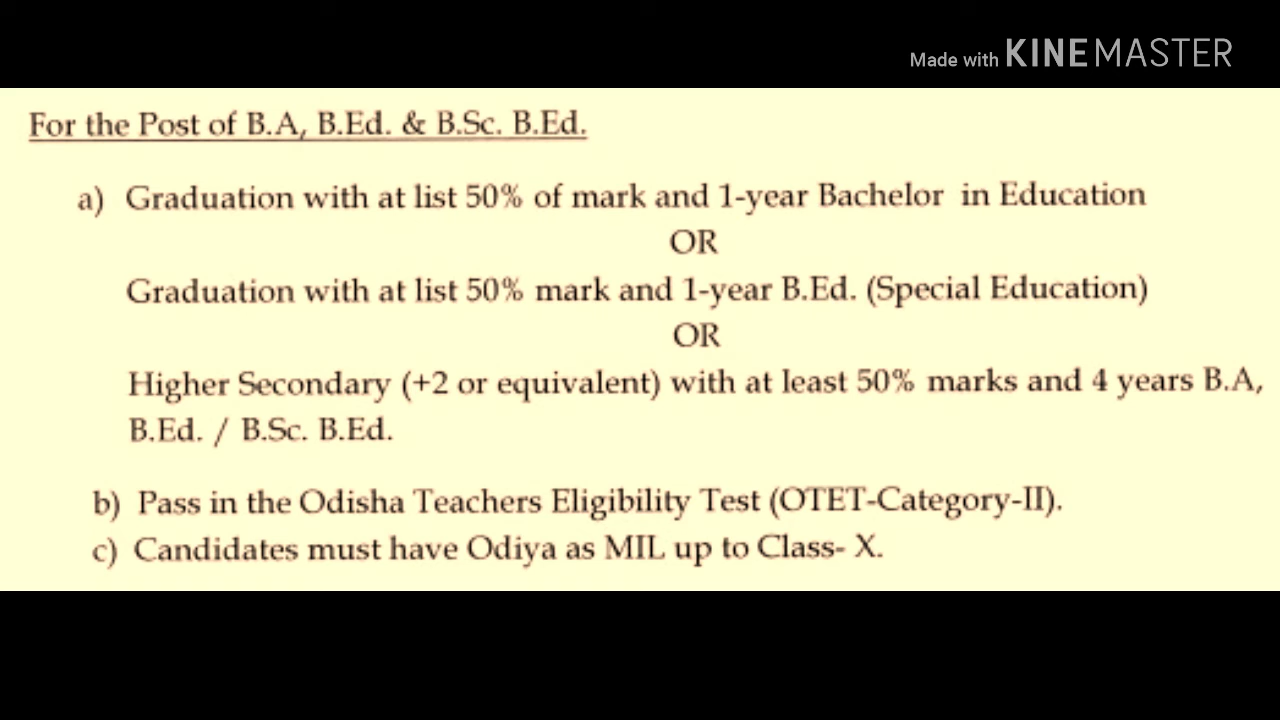 Made with KINEMASTER
For the Post of B.A, B.Ed. & B.Sc. B.Ed.
a) Graduation with at list 50% of mark and 1-year Bachelor in Education
OR
Graduation with at list 50% mark and 1-year B.Ed. (Special Education)
OR
Higher Secondary (+2 or equivalent) with at least 50% marks and 4 years B.A,
B.Ed. / B.Sc. B.Ed.
b) Pass in the Odisha Teachers Eligibility Test (OTET-Category-II).
c) Candidates must have Odiya as MIL up to Class- X.